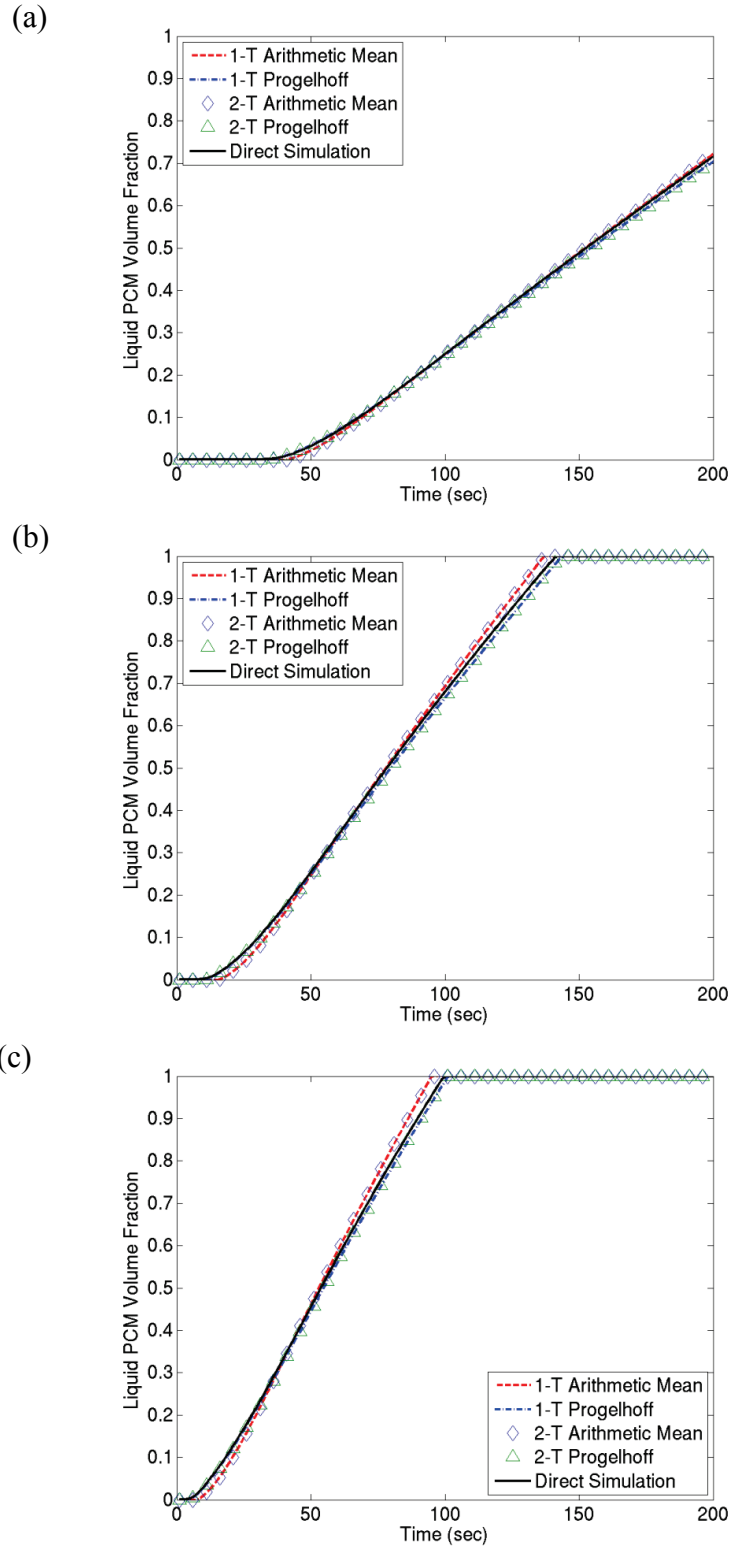 (a)
1
0.9
0.8
0.7
0.6
0.5
0.4
0.3
0.2
0.1
0
Liquid PCM Volume Fraction
1-T Arithmetic Mean
1-T Progelhoff
2-T Arithmetic Mean
2-T Progelhoff
Direct Simulation
0 50 100 150 200
Time (sec)
(b)
1
0.9
0.8
0.7
0.6
0.5
0.4
0.3
0.2
0.1
0
Liquid PCM Volume Fraction
1-T Arithmetic Mean
1-T Progelhoff
2-T Arithmetic Mean
2-T Progelhoff
Direct Simulation
0 50 100 150 200
Time (sec)
(c)
1
0.9
0.8
0.7
0.6
0.5
0.4
0.3
0.2
0.1
0
Liquid PCM Volume Fraction
1-T Arithmetic Mean
1-T Progelhoff
2-T Arithmetic Mean
2-T Progelhoff
Direct Simulation
0 50 100 150 200
Time (sec)